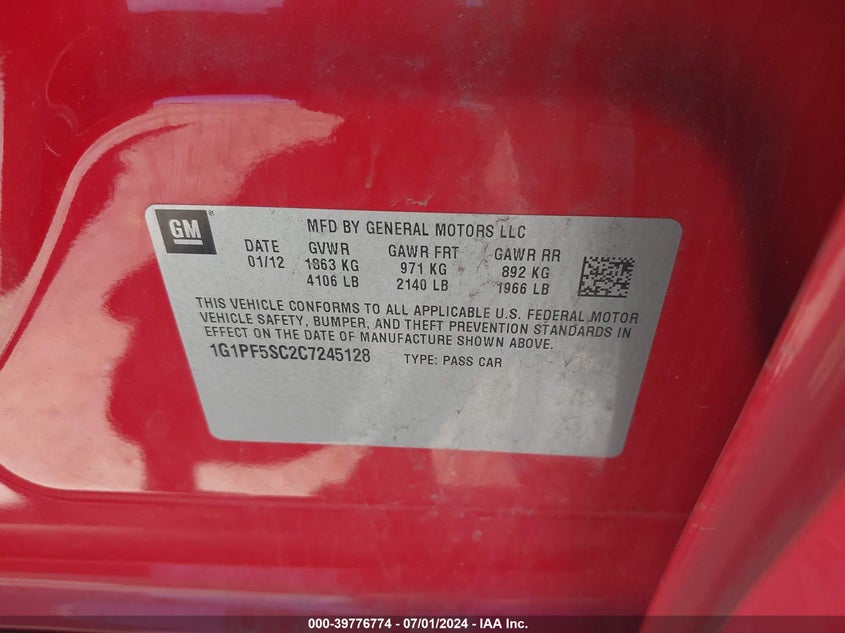 GM
MFD BY GENERAL MOTORS LLC
DATE GVWR GAWR FRT GAWR RR
01/12 1863 KG 971 KG 892 KG
4106 LB 2140 LB 1966 LB
THIS VEHICLE CONFORMS TO ALL APPLICABLE U.S. FEDERAL MOTOR
VEHICLE SAFETY, BUMPER, AND THEFT PREVENTION STANDARDS IN
EFFECT ON THE DATE OF MANUFACTURE SHOWN ABOVE.
1G1PF5SC2C7245128 TYPE: PASS CAR
000-39776774 / 07/01/2024 - IAA Inc.